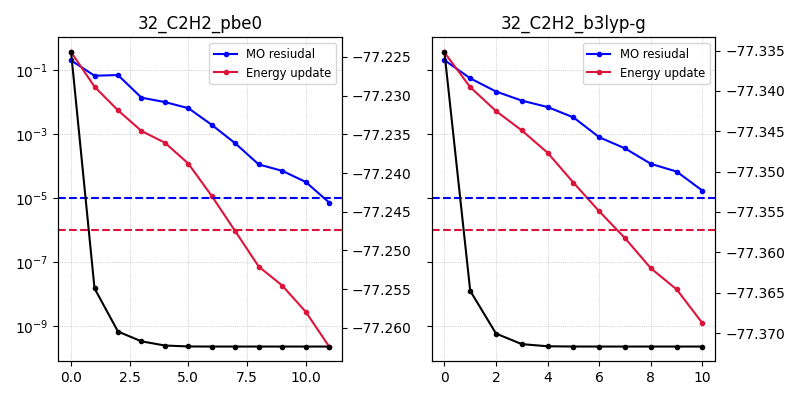 32_C2H2_pbe0
32_C2H2_b3lyp-g
MO resiudal
Energy update
MO resiudal
Energy update
10⁻¹
10⁻³
10⁻⁵
10⁻⁷
10⁻⁹
−77.225
−77.230
−77.235
−77.240
−77.245
−77.250
−77.255
−77.260
−77.335
−77.340
−77.345
−77.350
−77.355
−77.360
−77.365
−77.370
0.0 2.5 5.0 7.5 10.0
0 2 4 6 8 10